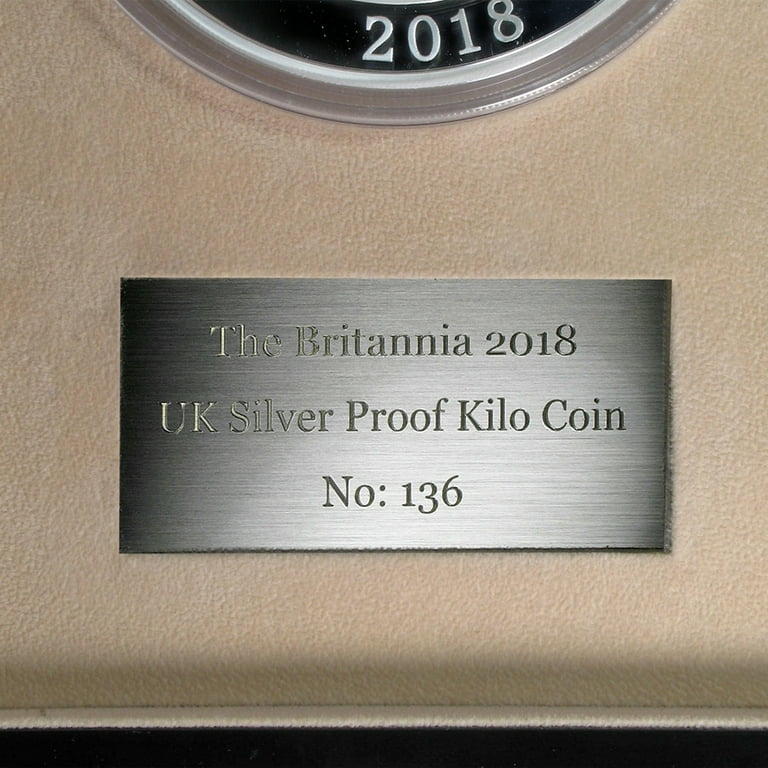 2018
The Britannia 2018
UK Silver Proof Kilo Coin
No: 136